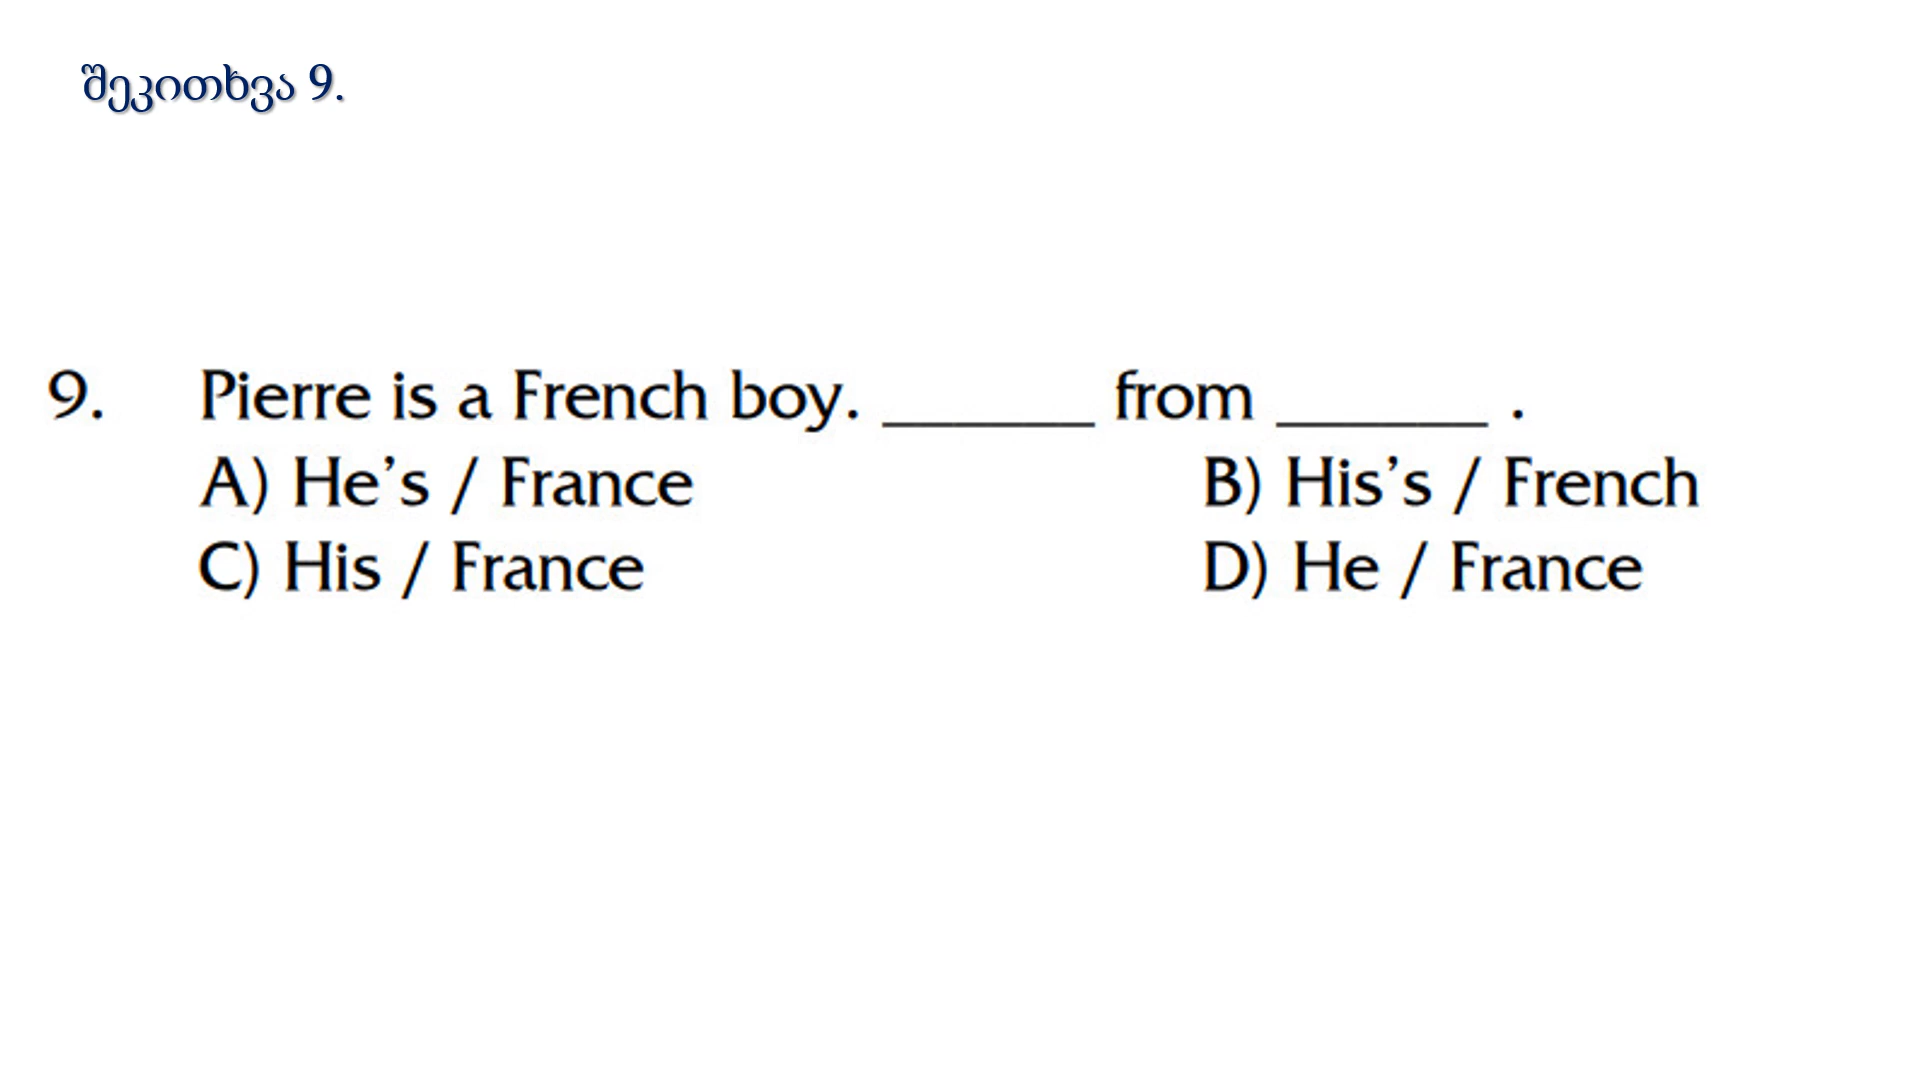 შეკითხვა 9.
9. Pierre is a French boy. ______ from ______ .
A) He’s / France B) His’s / French
C) His / France D) He / France